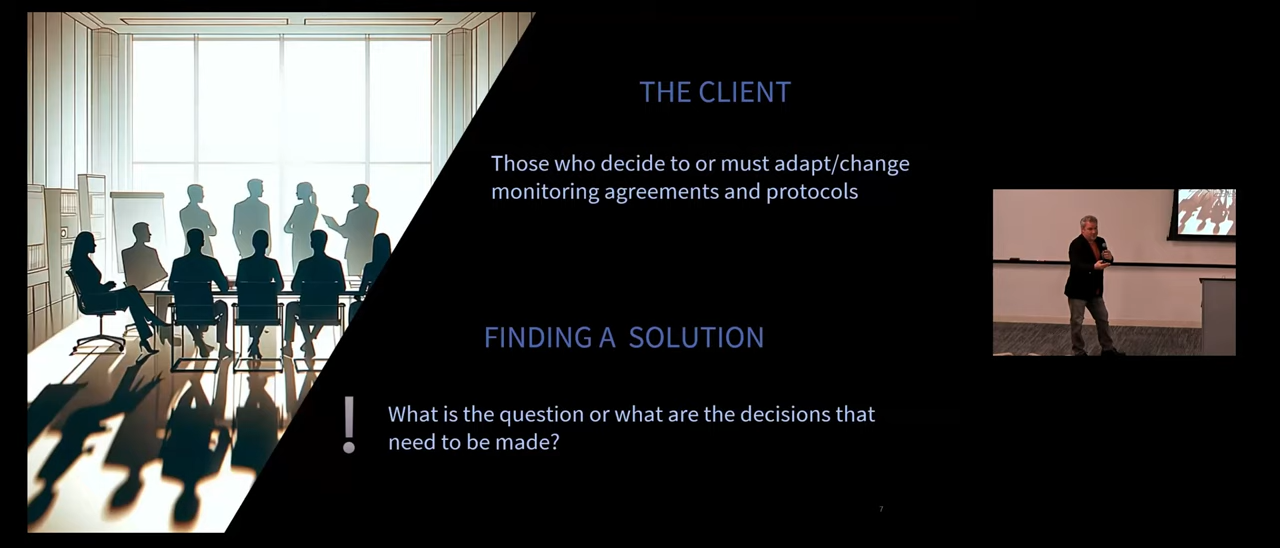 THE CLIENT
Those who decide to or must adapt/change
monitoring agreements and protocols
FINDING A SOLUTION
! What is the question or what are the decisions that
need to be made?
7